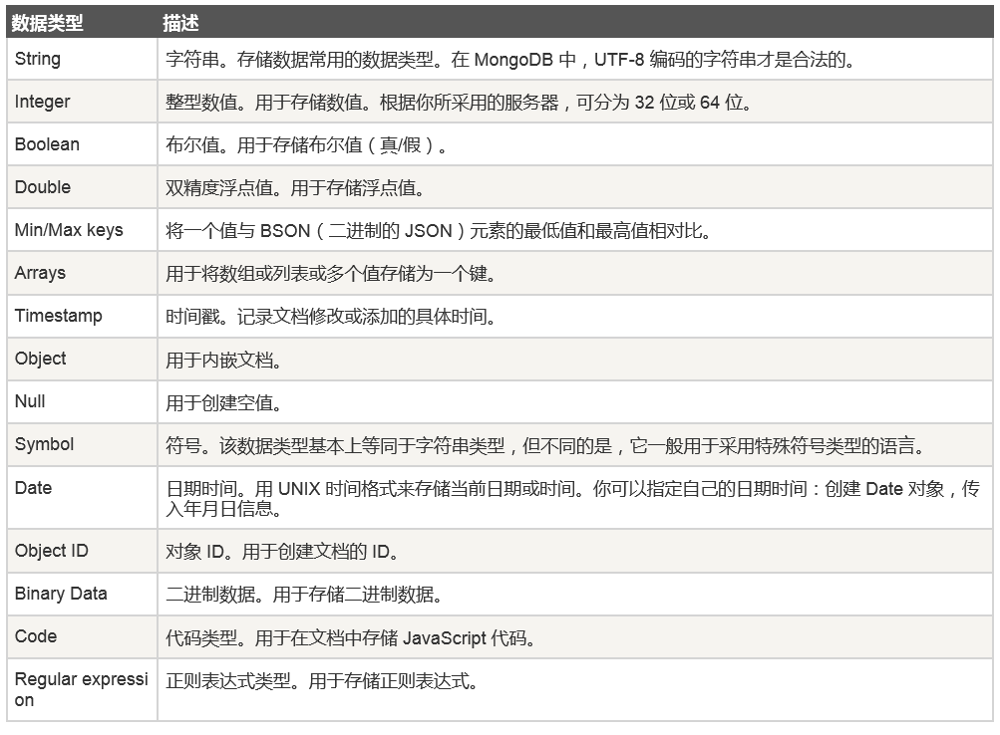 数据类型 描述
String 字符串。存储数据常用的数据类型。在 MongoDB 中，UTF-8 编码的字符串才是合法的。
Integer 整型数值。用于存储数值。根据你所采用的服务器，可分为 32 位或 64 位。
Boolean 布尔值。用于存储布尔值（真/假）。
Double 双精度浮点值。用于存储浮点值。
Min/Max keys 将一个值与 BSON（二进制的 JSON）元素的最低值和最高值相对比。
Arrays 用于将数组或列表或多个值存储为一个键。
Timestamp 时间戳。记录文档修改或添加的具体时间。
Object 用于内嵌文档。
Null 用于创建空值。
Symbol 符号。该数据类型基本上等同于字符串类型，但不同的是，它一般用于采用特殊符号类型的语言。
Date 日期时间。用 UNIX 时间格式来存储当前日期或时间。你可以指定自己的日期时间：创建 Date 对象，传
入年月日信息。
Object ID 对象 ID。用于创建文档的 ID。
Binary Data 二进制数据。用于存储二进制数据。
Code 代码类型。用于在文档中存储 JavaScript 代码。
Regular expressi 正则表达式类型。用于存储正则表达式。
on